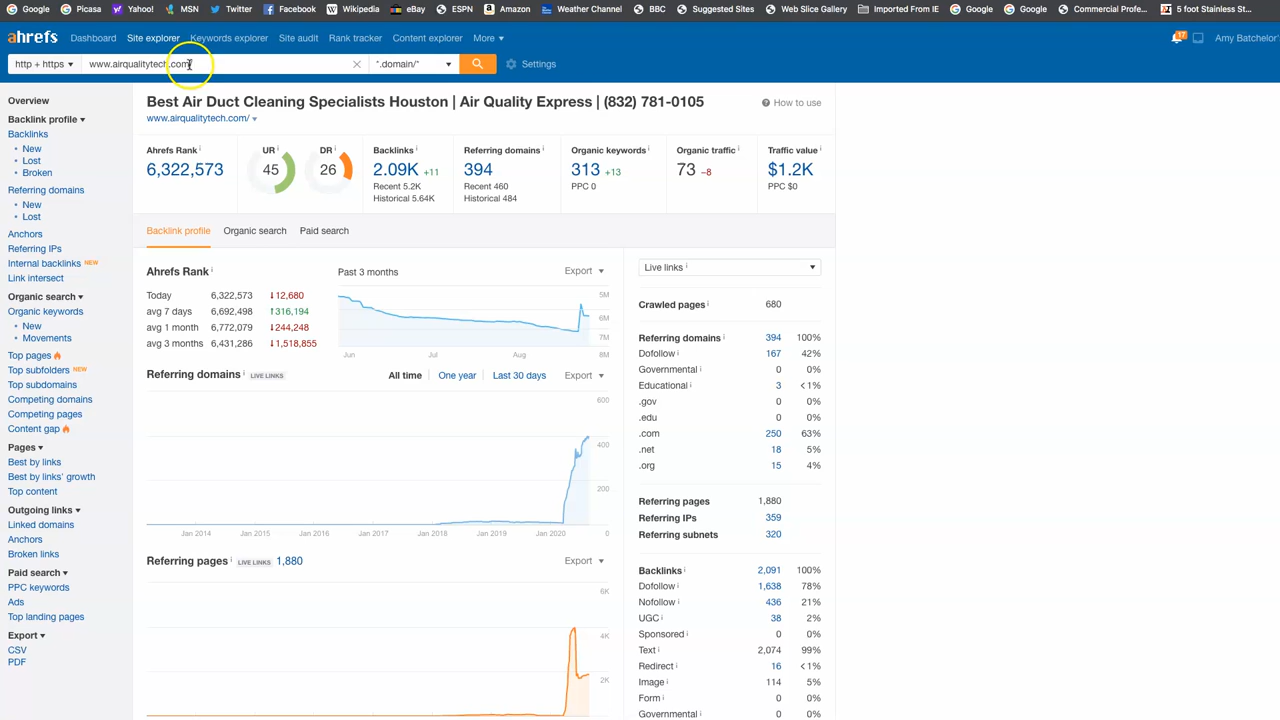 Google Picasa Yahoo! MSN Twitter Facebook Wikipedia eBay ESPN Amazon Weather Channel BBC Suggested Sites Web Slice Gallery Imported From IE Google Google Commercial Profe... 5 foot Stainless St...
ahrefs Dashboard Site explorer Keywords explorer Site audit Rank tracker Content explorer More 17 Amy Batchelor'
http + https www.airqualitytech.com *.domain/* Settings
Overview
Backlink profile
Backlinks
• New
• Lost
• Broken
Referring domains
• New
• Lost
Anchors
Referring IPs
Internal backlinks NEW
Link intersect
Organic search
Organic keywords
• New
• Movements
Top pages
Top subfolders NEW
Top subdomains
Competing domains
Competing pages
Content gap
Pages
Best by links
Best by links' growth
Top content
Outgoing links
Linked domains
Anchors
Broken links
Paid search
PPC keywords
Ads
Top landing pages
Export
CSV
PDF
Best Air Duct Cleaning Specialists Houston | Air Quality Express | (832) 781-0105
How to use
www.airqualitytech.com/
Ahrefs Rank
6,322,573
UR
45
DR
26
Backlinks
2.09K +11
Recent 5.2K
Historical 5.64K
Referring domains
394
Recent 460
Historical 484
Organic keywords
313 +13
PPC 0
Organic traffic
73 –8
Traffic value
$1.2K
PPC $0
Backlink profile Organic search Paid search
Ahrefs Rank
Today 6,322,573 ↓12,680
avg 7 days 6,692,498 ↑316,194
avg 1 month 6,772,079 ↑244,248
avg 3 months 6,431,286 ↓1,518,855
Past 3 months Export
5M
6M
7M
8M
Jun Jul Aug
Referring domains LIVE LINKS All time One year Last 30 days Export
600
400
200
0
Jan 2014 Jan 2015 Jan 2016 Jan 2017 Jan 2018 Jan 2019 Jan 2020
Referring pages LIVE LINKS 1,880 Export
6K
4K
2K
Live links
Crawled pages 680
Referring domains 394 100%
Dofollow 167 42%
Governmental 0 0%
Educational 3 <1%
.gov 0 0%
.edu 0 0%
.com 250 63%
.net 18 5%
.org 15 4%
Referring pages 1,880
Referring IPs 359
Referring subnets 320
Backlinks 2,091 100%
Dofollow 1,638 78%
Nofollow 436 21%
UGC 38 2%
Sponsored 0 0%
Text 2,074 99%
Redirect 16 <1%
Image 114 5%
Form 0 0%
Governmental 0 0%